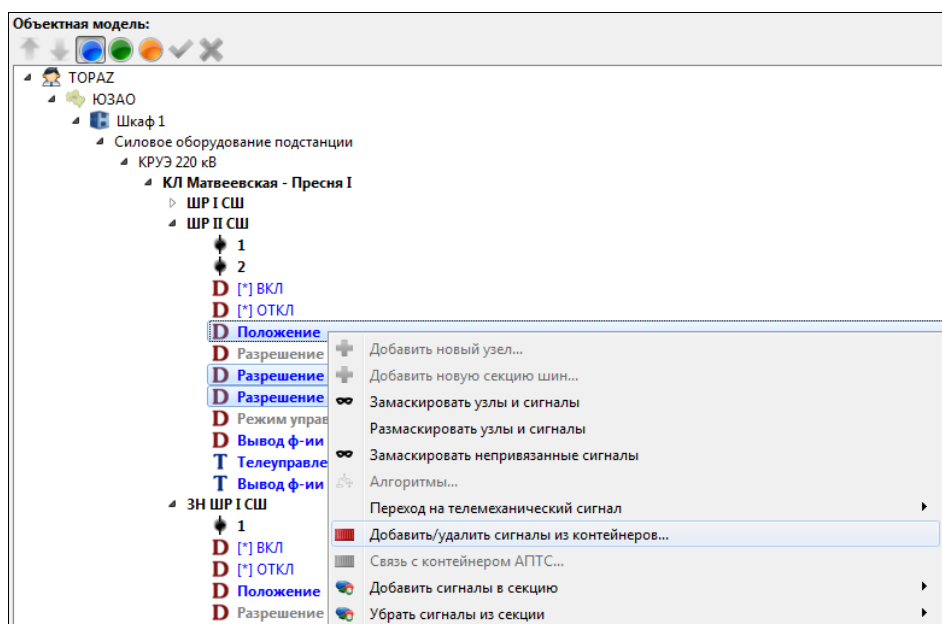 Объектная модель:
TOPAZ
ЮЗАО
Шкаф 1
Силовое оборудование подстанции
КРУЭ 220 кВ
КЛ Матвеевская - Пресня I
ШР I СШ
ШР II СШ
1
2
D [*] ВКЛ
D [*] ОТКЛ
D Положение
D Разрешение
D Разрешение
D Разрешение
D Режим управ
D Вывод ф-ии
T Телеуправле
T Вывод ф-ии
ЗН ШР I СШ
1
D [*] ВКЛ
D [*] ОТКЛ
D Положение
D Разрешение
Добавить новый узел...
Добавить новую секцию шин...
Замаскировать узлы и сигналы
Размаскировать узлы и сигналы
Замаскировать непривязанные сигналы
Алгоритмы...
Переход на телемеханический сигнал
Добавить/удалить сигналы из контейнеров...
Связь с контейнером АПТС...
Добавить сигналы в секцию
Убрать сигналы из секции